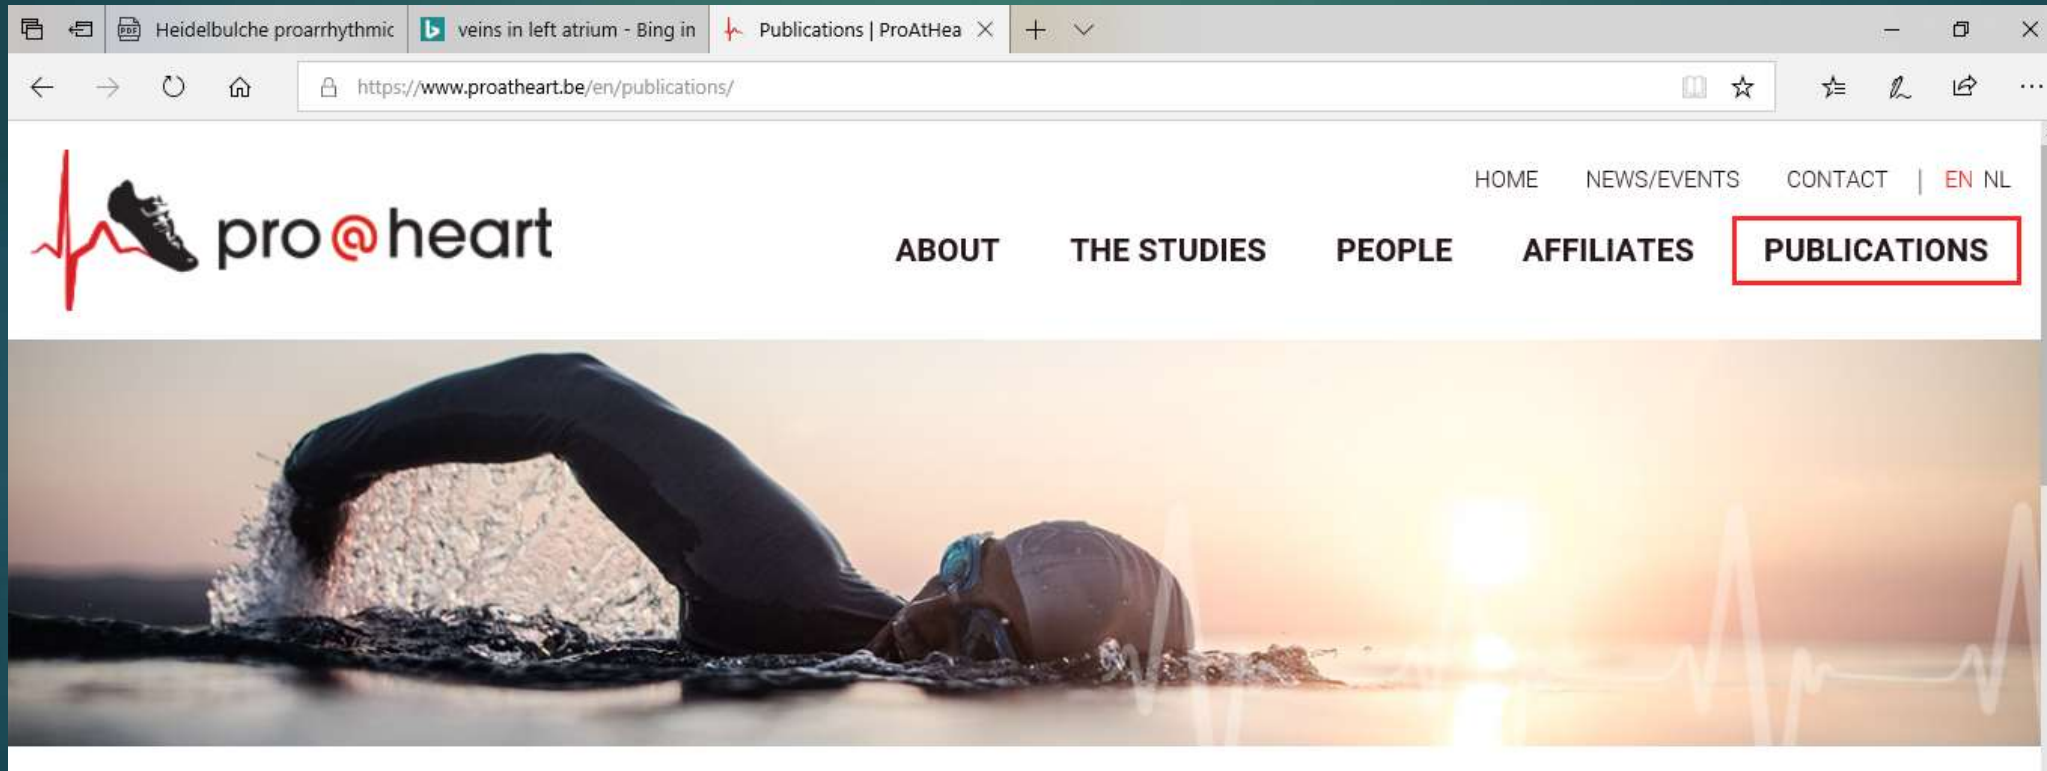 Heidelbulche proarrhythmic
veins in left atrium - Bing in
Publications | ProAtHea
https://www.proatheart.be/en/publications/
HOME NEWS/EVENTS CONTACT | EN NL
pro@heart
ABOUT THE STUDIES PEOPLE AFFILIATES PUBLICATIONS